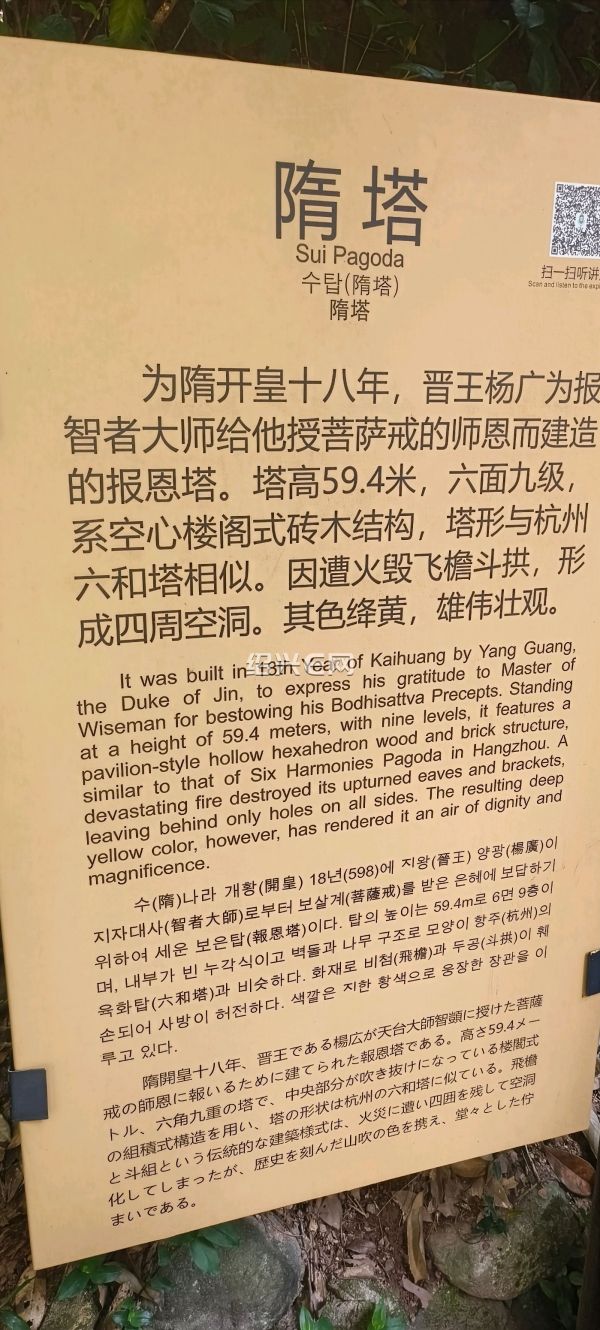 隋塔
Sui Pagoda
수탑(隋塔)
隋塔
扫一扫听讲
Scan and listen to the exp
为隋开皇十八年，晋王杨广为报
智者大师给他授菩萨戒的师恩而建造
的报恩塔。塔高59.4米，六面九级，
系空心楼阁式砖木结构，塔形与杭州
六和塔相似。因遭火毁飞檐斗拱，形
成四周空洞。其色绛黄，雄伟壮观。
It was built in 18th Year of Kaihuang by Yang Guang,
the Duke of Jin, to express his gratitude to Master of
Wiseman for bestowing his Bodhisattva Precepts. Standing
at a height of 59.4 meters, with nine levels, it features a
pavilion-style hollow hexahedron wood and brick structure,
similar to that of Six Harmonies Pagoda in Hangzhou. A
devastating fire destroyed its upturned eaves and brackets,
leaving behind only holes on all sides. The resulting deep
yellow color, however, has rendered it an air of dignity and
magnificence.
수(隋)나라 개황(開皇) 18년(598)에 지왕(晉王) 양광(楊廣)이
지자대사(智者大師)로부터 보살계(菩薩戒)를 받은 은혜에 보답하기
위하여 세운 보은탑(報恩塔)이다. 탑의 높이는 59.4m로 6면 9층이
며, 내부가 빈 누각식이고 벽돌과 나무 구조로 모양이 항주(杭州)의
육화탑(六和塔)과 비슷하다. 화재로 비첨(飛檐)과 두공(斗拱)이 훼
손되어 사방이 허전하다. 색깔은 지한 황색으로 웅장한 장관을 이
루고 있다.
隋開皇十八年、晋王である楊広が天台大師智顗に授けた菩薩
戒の師恩に報いるために建てられた報恩塔である。高さ59.4メー
トル、六角九重の塔で、中央部分が吹き抜けになっている楼閣式
の組積式構造を用い、塔の形状は杭州の六和塔に似ている。飛檐
と斗組という伝統的な建築様式は、火災に遭い四囲を残して空洞
化してしまったが、歴史を刻んだ山吹の色を携え、堂々とした佇
まいである。